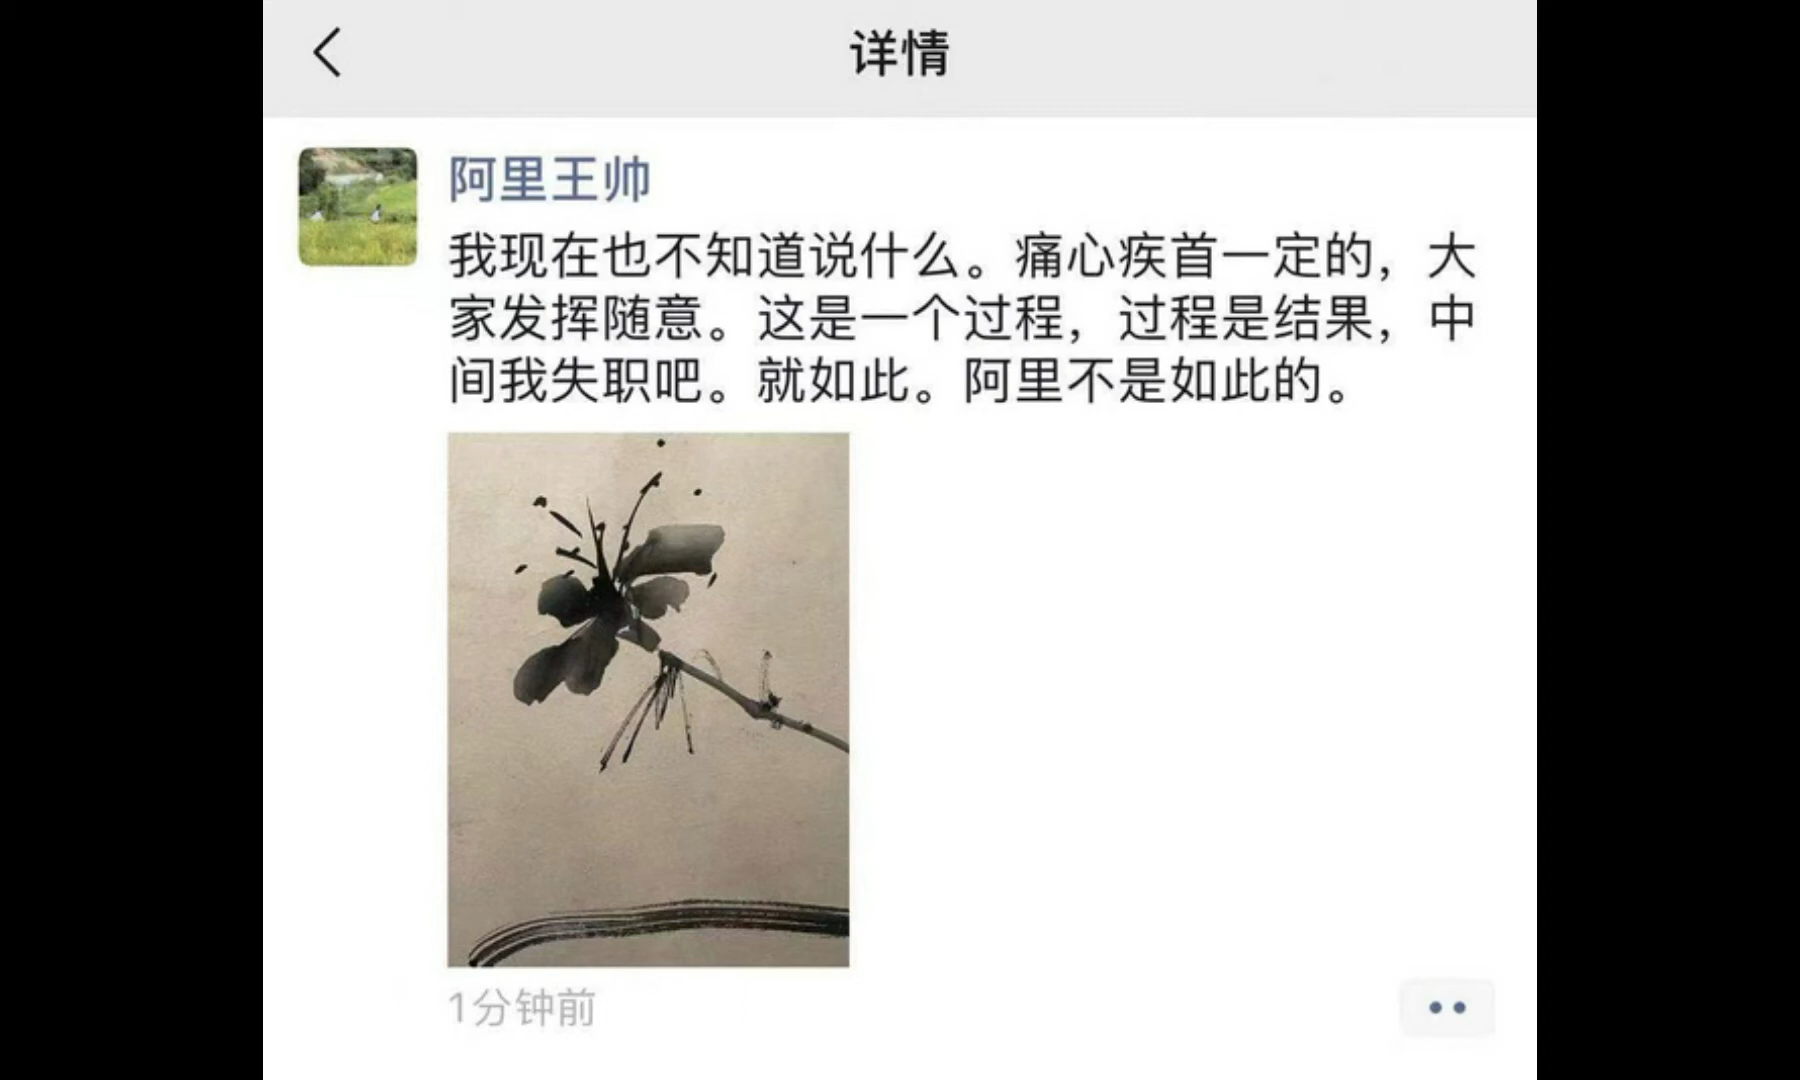 详情
阿里王帅
我现在也不知道说什么。痛心疾首一定的，大
家发挥随意。这是一个过程，过程是结果，中
间我失职吧。就如此。阿里不是如此的。
1分钟前